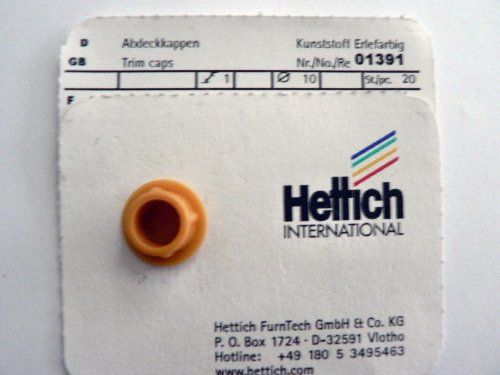 D Abdeckkappen Kunststoff Erlefarbig
GB Trim caps Nr./No./Re 01391
1 Ø 10 St./pc. 20
F
Hettich
INTERNATIONAL
Hettich FurnTech GmbH & Co. KG
P. O. Box 1724 · D-32591 Vlotho
Hotline: +49 180 5 3495463
www.hettich.com